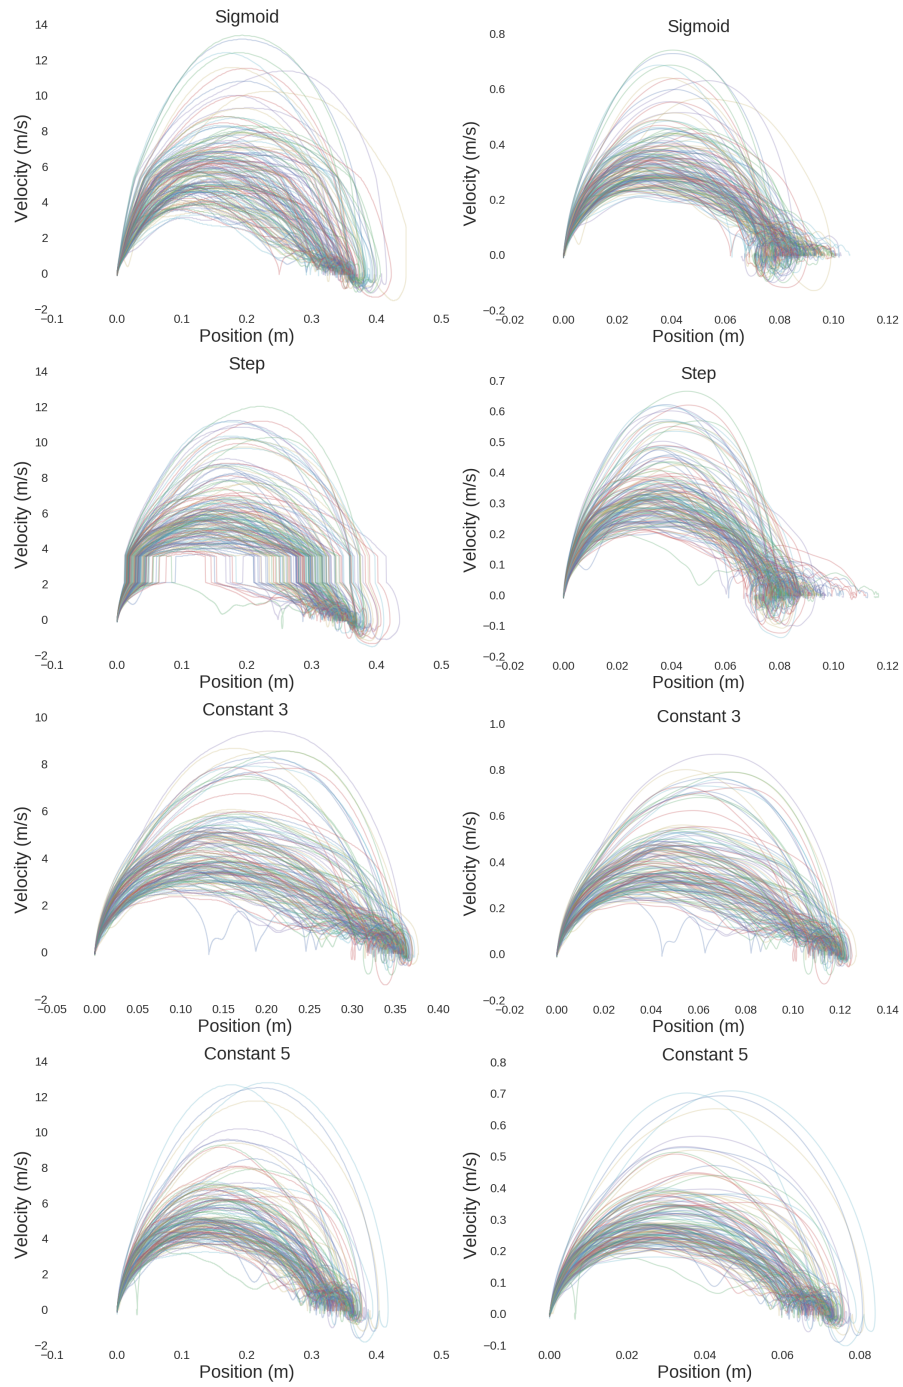 Sigmoid
14
12
10
8
6
4
2
0
−2
Velocity (m/s)
−0.1 0.0 0.1 0.2 0.3 0.4 0.5
Position (m)
Sigmoid
0.8
0.6
0.4
0.2
0.0
−0.2
Velocity (m/s)
−0.02 0.00 0.02 0.04 0.06 0.08 0.10 0.12
Position (m)
Step
14
12
10
8
6
4
2
0
−2
Velocity (m/s)
−0.1 0.0 0.1 0.2 0.3 0.4 0.5
Position (m)
Step
0.7
0.6
0.5
0.4
0.3
0.2
0.1
0.0
−0.1
−0.2
Velocity (m/s)
−0.02 0.00 0.02 0.04 0.06 0.08 0.10 0.12
Position (m)
Constant 3
10
8
6
4
2
0
−2
Velocity (m/s)
−0.05 0.00 0.05 0.10 0.15 0.20 0.25 0.30 0.35 0.40
Position (m)
Constant 3
1.0
0.8
0.6
0.4
0.2
0.0
−0.2
Velocity (m/s)
−0.02 0.00 0.02 0.04 0.06 0.08 0.10 0.12 0.14
Position (m)
Constant 5
14
12
10
8
6
4
2
0
−2
Velocity (m/s)
−0.1 0.0 0.1 0.2 0.3 0.4 0.5
Position (m)
Constant 5
0.8
0.7
0.6
0.5
0.4
0.3
0.2
0.1
0.0
−0.1
Velocity (m/s)
0.00 0.02 0.04 0.06 0.08
Position (m)